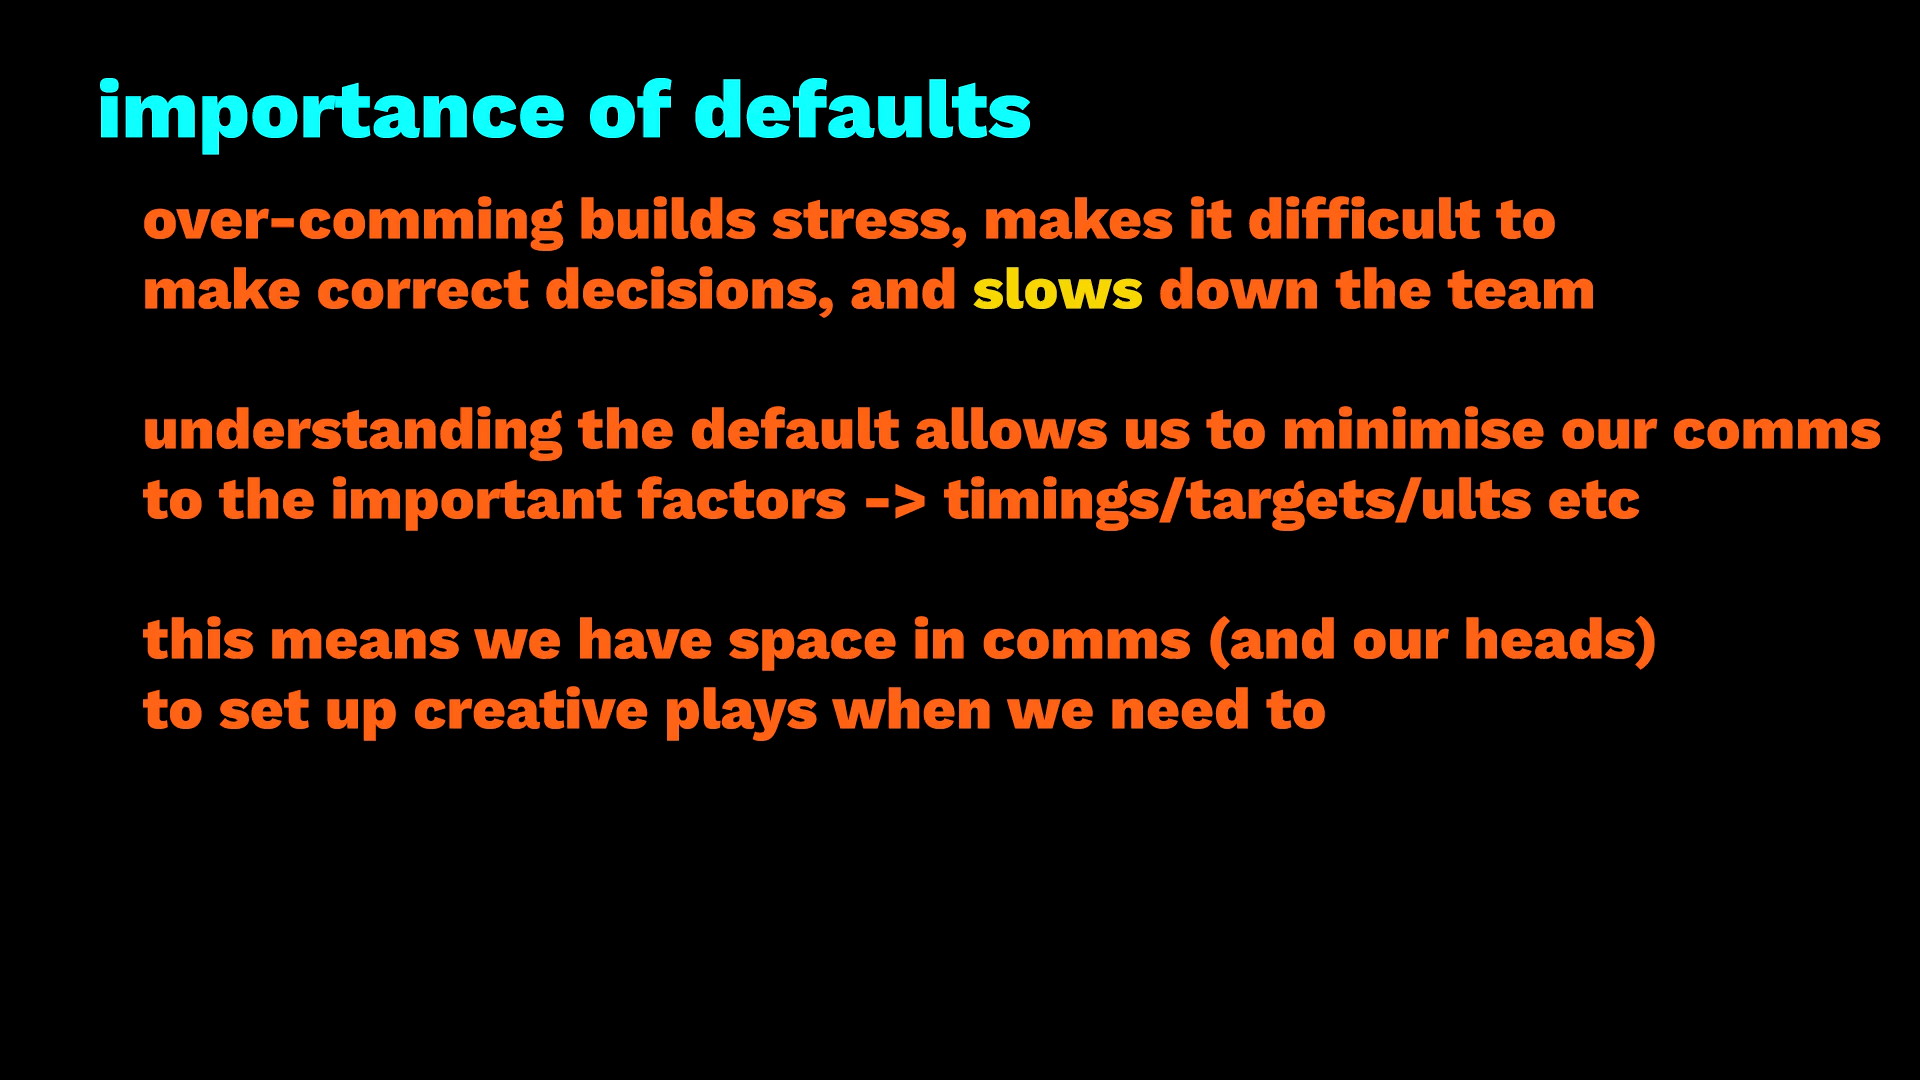 importance of defaults
over-comming builds stress, makes it difficult to
make correct decisions, and slows down the team
understanding the default allows us to minimise our comms
to the important factors -> timings/targets/ults etc
this means we have space in comms (and our heads)
to set up creative plays when we need to